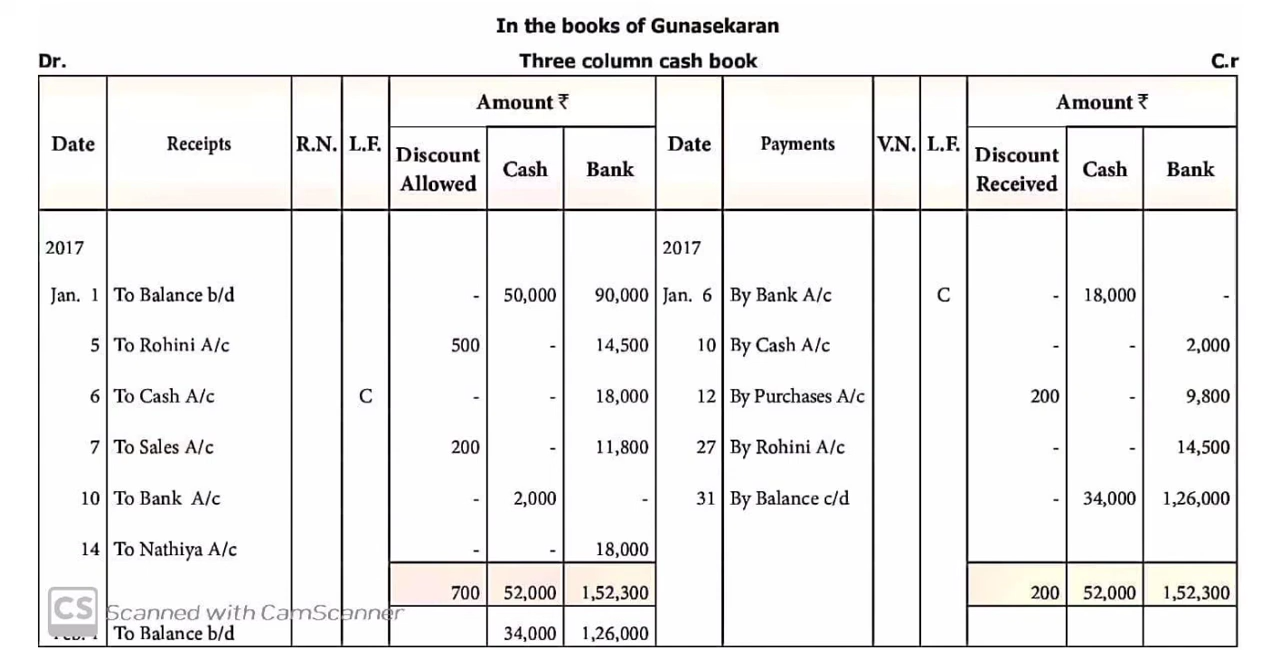 In the books of Gunasekaran
Dr. Three column cash book C.r
Date Receipts R.N. L.F. Amount ₹ Date Payments V.N. L.F. Amount ₹
Discount Allowed Cash Bank Discount Received Cash Bank
2017 2017
Jan. 1 To Balance b/d - 50,000 90,000 Jan. 6 By Bank A/c C - 18,000 -
5 To Rohini A/c 500 - 14,500 10 By Cash A/c - - 2,000
6 To Cash A/c C - - 18,000 12 By Purchases A/c 200 - 9,800
7 To Sales A/c 200 - 11,800 27 By Rohini A/c - - 14,500
10 To Bank A/c - 2,000 - 31 By Balance c/d - 34,000 1,26,000
14 To Nathiya A/c - - 18,000
700 52,000 1,52,300 200 52,000 1,52,300
CS Scanned with CamScanner
To Balance b/d 34,000 1,26,000